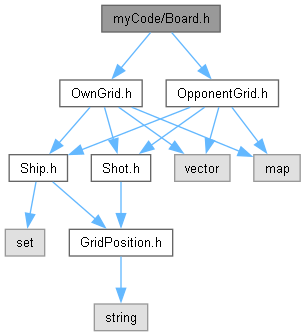 myCode/Board.h
OwnGrid.h
OpponentGrid.h
Ship.h
Shot.h
vector
map
set
GridPosition.h
string